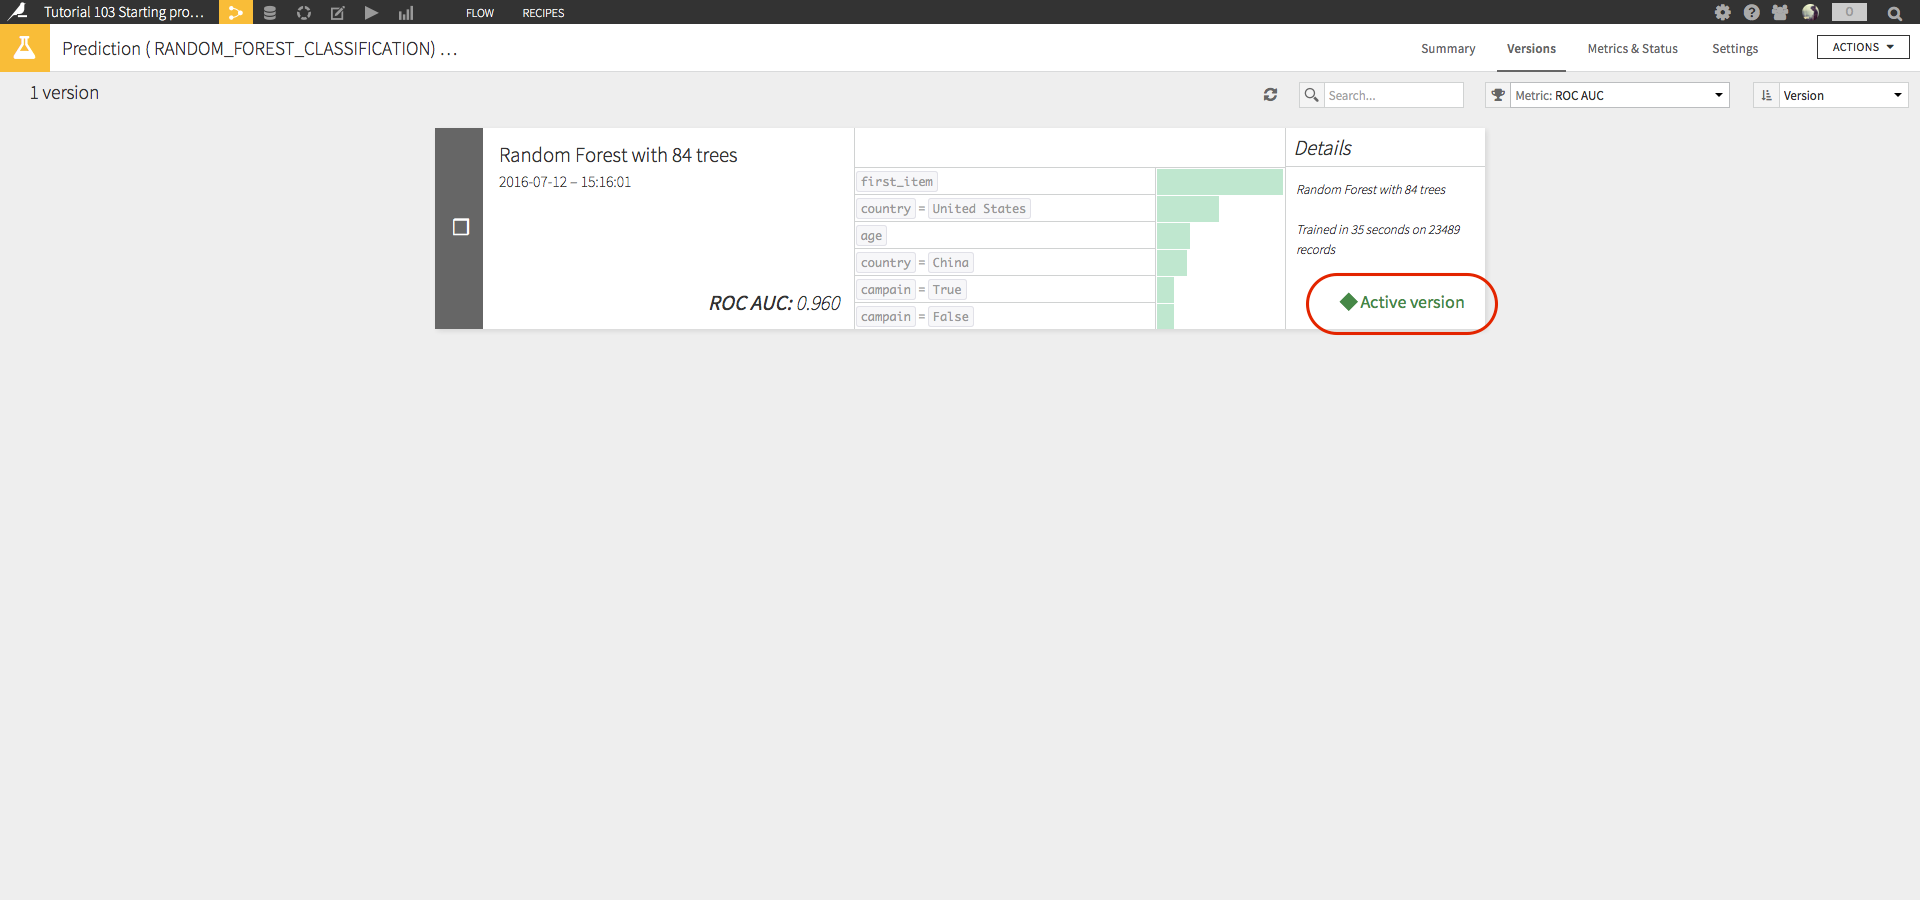 Tutorial 103 Starting pro... FLOW RECIPES 0
Prediction ( RANDOM_FOREST_CLASSIFICATION) ... Summary Versions Metrics & Status Settings ACTIONS
1 version Search... Metric: ROC AUC Version
Random Forest with 84 trees
2016-07-12 – 15:16:01
ROC AUC: 0.960
first_item
country = United States
age
country = China
campain = True
campain = False
Details
Random Forest with 84 trees
Trained in 35 seconds on 23489
records
Active version